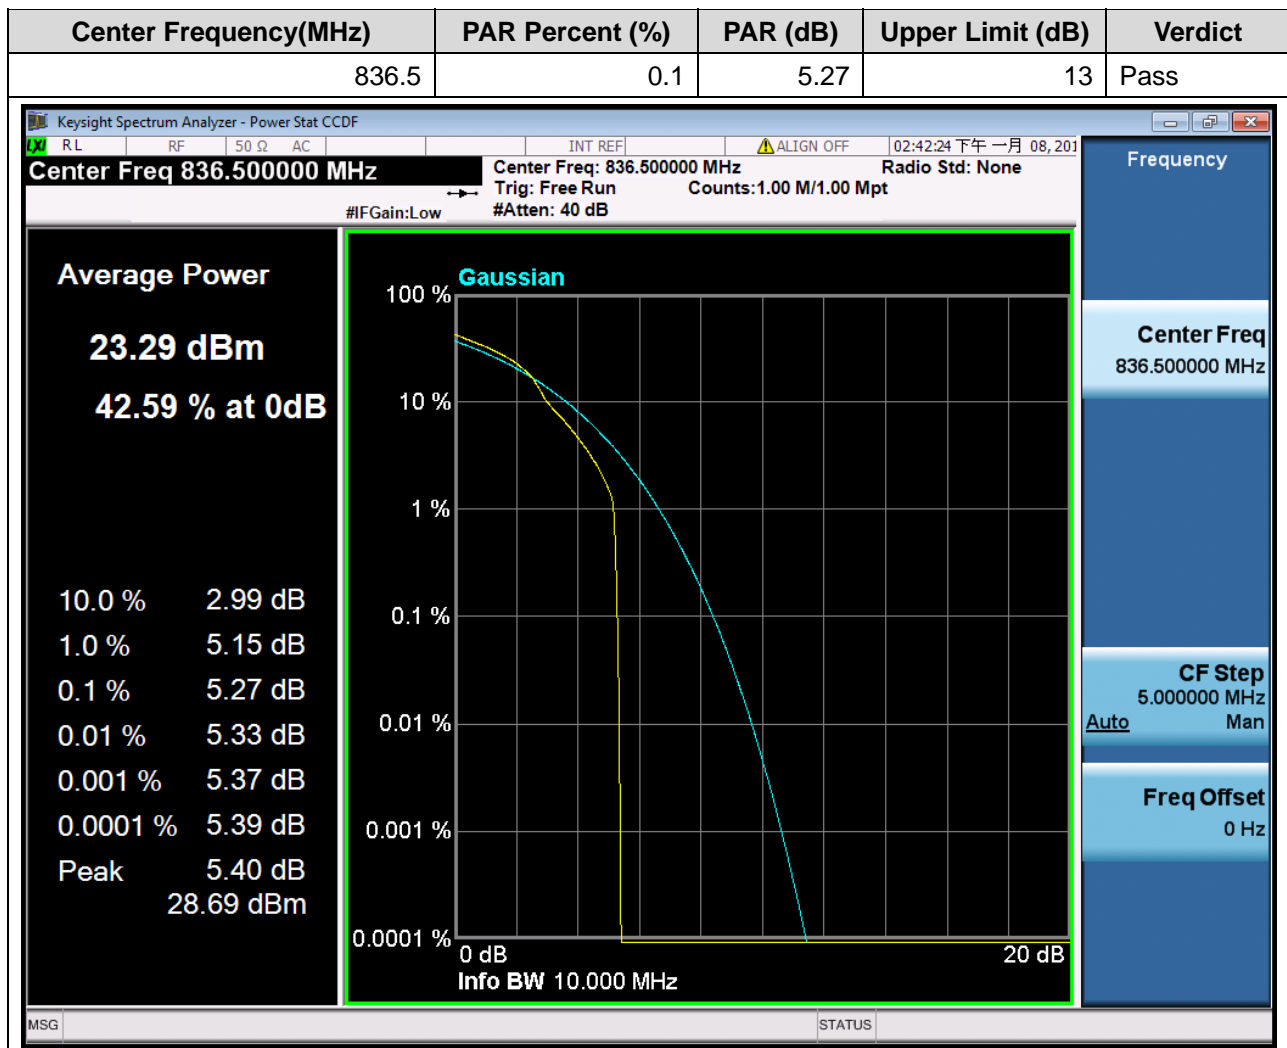 Center Frequency(MHz) PAR Percent (%) PAR (dB) Upper Limit (dB) Verdict
836.5 0.1 5.27 13 Pass
Keysight Spectrum Analyzer - Power Stat CCDF
LXI RL RF 50 Ω AC INT REF ALIGN OFF 02:42:24 下午 一月 08, 201
Center Freq 836.500000 MHz
Center Freq: 836.500000 MHz Radio Std: None
Trig: Free Run Counts:1.00 M/1.00 Mpt
#IFGain:Low #Atten: 40 dB
Average Power
23.29 dBm
42.59 % at 0dB
10.0 % 2.99 dB
1.0 % 5.15 dB
0.1 % 5.27 dB
0.01 % 5.33 dB
0.001 % 5.37 dB
0.0001 % 5.39 dB
Peak 5.40 dB
28.69 dBm
Gaussian
100 %
10 %
1 %
0.1 %
0.01 %
0.001 %
0.0001 %
0 dB 20 dB
Info BW 10.000 MHz
Frequency
Center Freq
836.500000 MHz
CF Step
5.000000 MHz
Auto Man
Freq Offset
0 Hz
MSG STATUS